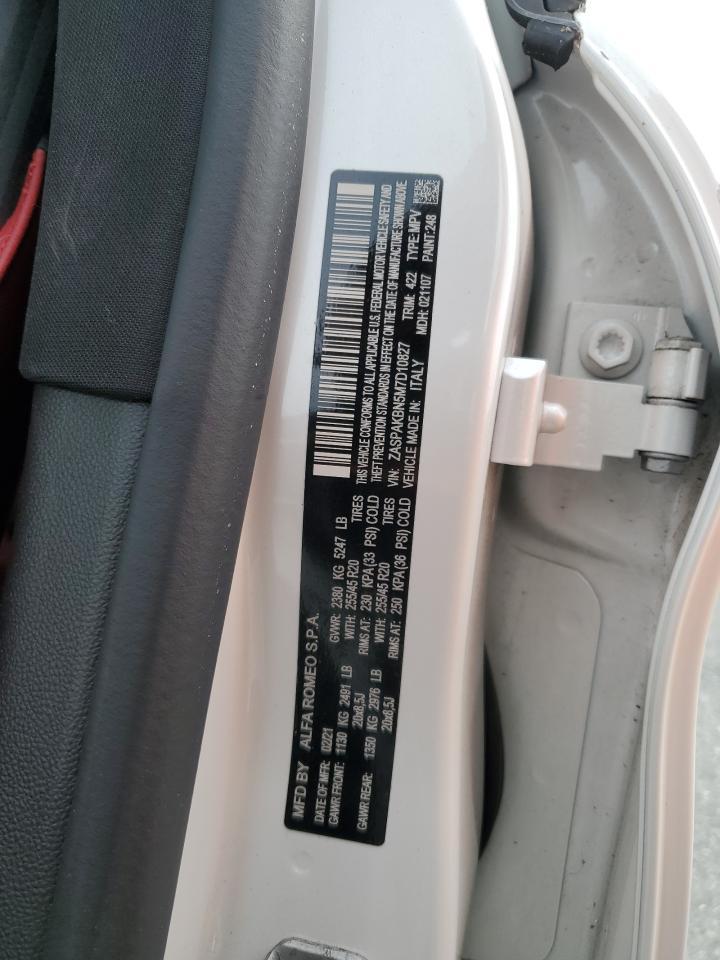 MFD BY ALFA ROMEO S.P.A.
DATE OF MFR: 02/21 GVWR: 2380 KG 5247 LB
GAWR FRONT: 1130 KG 2491 LB WITH: 255/45 R20 TIRES
20x8,5J RIMS AT: 230 KPA(33 PSI) COLD
GAWR REAR: 1350 KG 2976 LB WITH: 255/45 R20 TIRES
20x8,5J RIMS AT: 250 KPA(36 PSI) COLD
THIS VEHICLE CONFORMS TO ALL APPLICABLE U.S. FEDERAL MOTOR VEHICLE SAFETY AND
THEFT PREVENTION STANDARDS IN EFFECT ON THE DATE OF MANUFACTURE SHOWN ABOVE.
VIN: ZASPAKBN5M7D10827 TRIM: 422 TYPE:MPV
VEHICLE MADE IN: ITALY MDH: 021107 PAINT:248